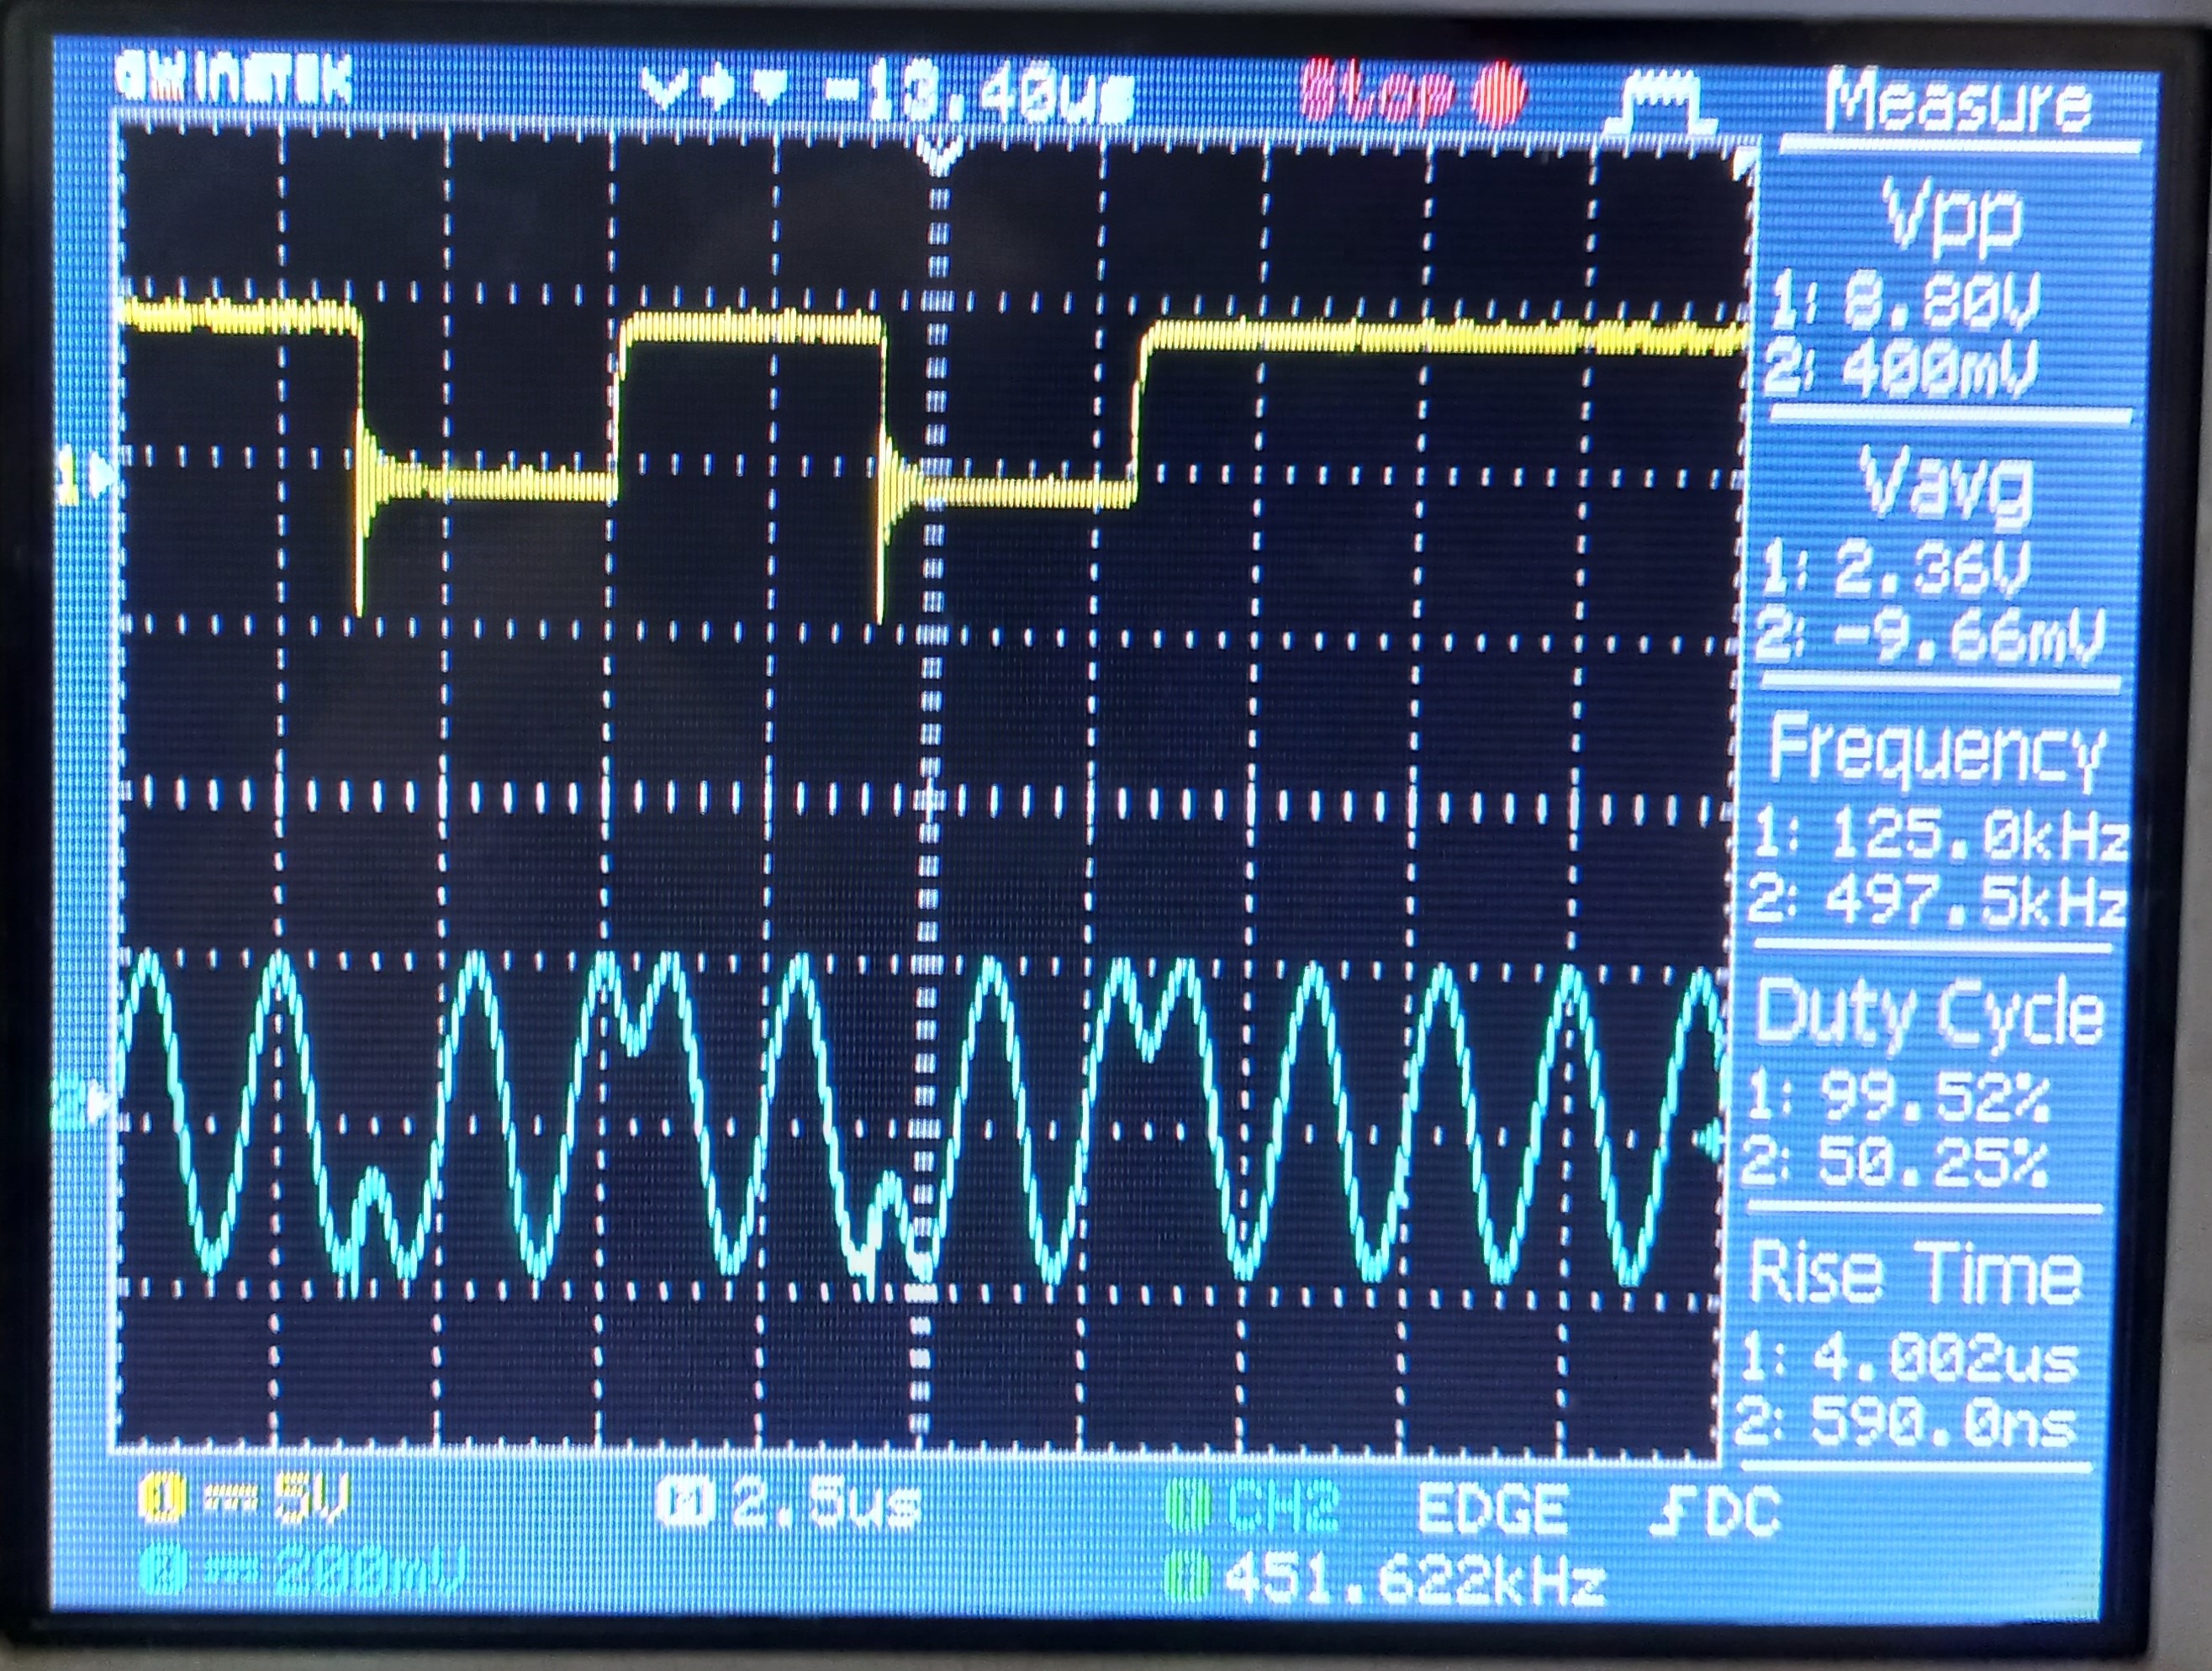 GWINSTEK -13.40us Stop Measure
Vpp
1: 8.80V
2: 400mV
Vavg
1: 2.36V
2: -9.66mV
Frequency
1: 125.0kHz
2: 497.5kHz
Duty Cycle
1: 99.52%
2: 50.25%
Rise Time
1: 4.002us
2: 590.0ns
1
2
1 5V M 2.5us CH2 EDGE DC
2 200mV 451.622kHz